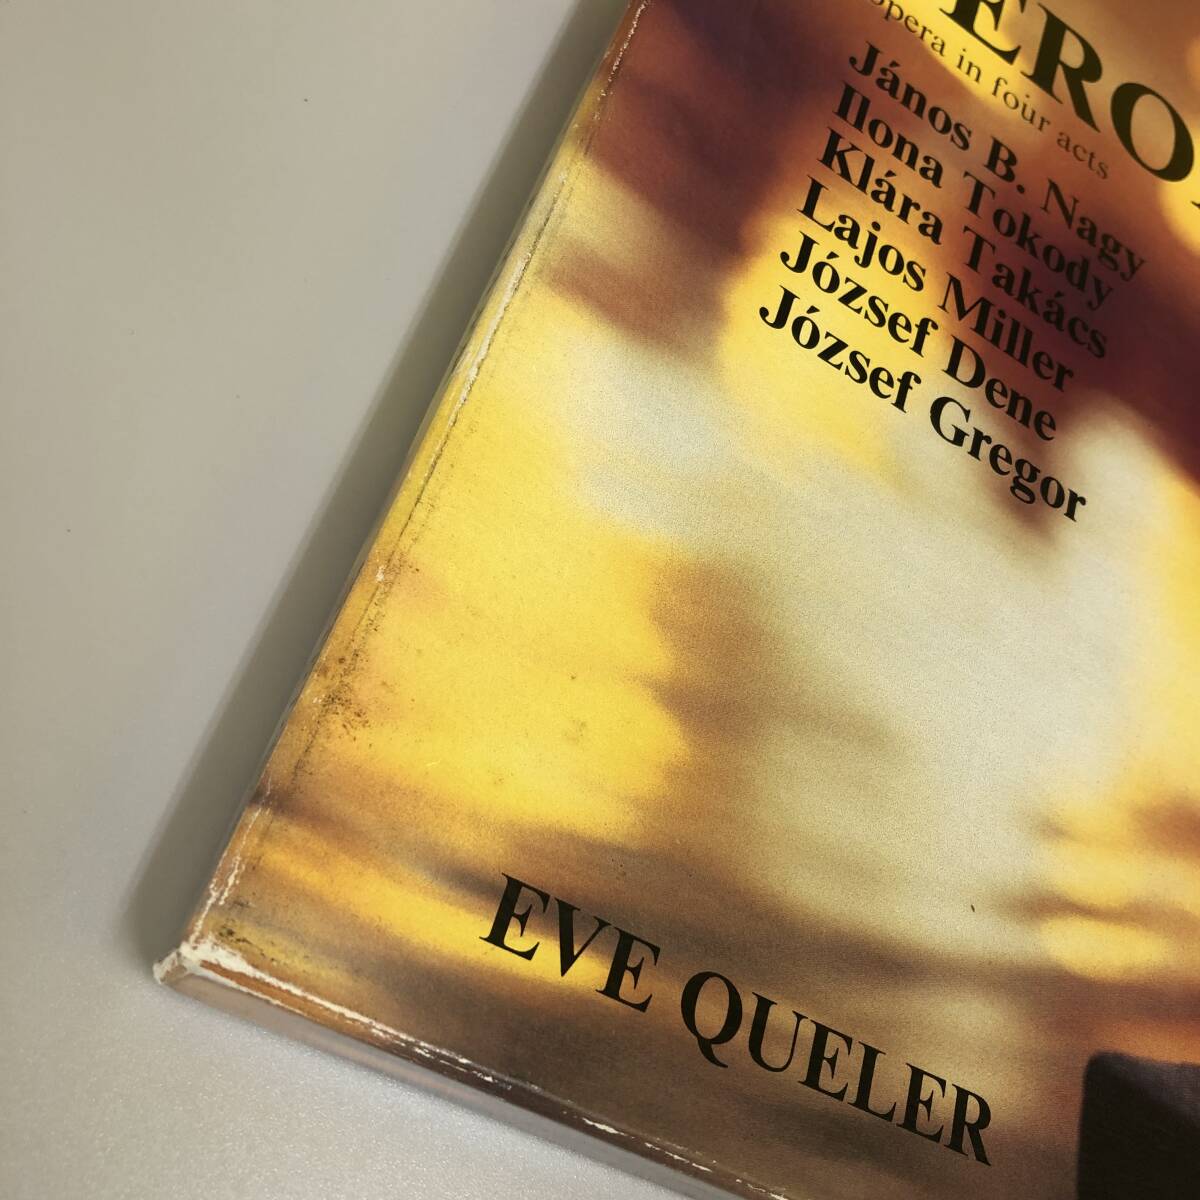 ERO
opera in four acts
János B. Nagy
Ilona Tokody
Klára Takács
Lajos Miller
József Dene
József Gregor
EVE QUELER